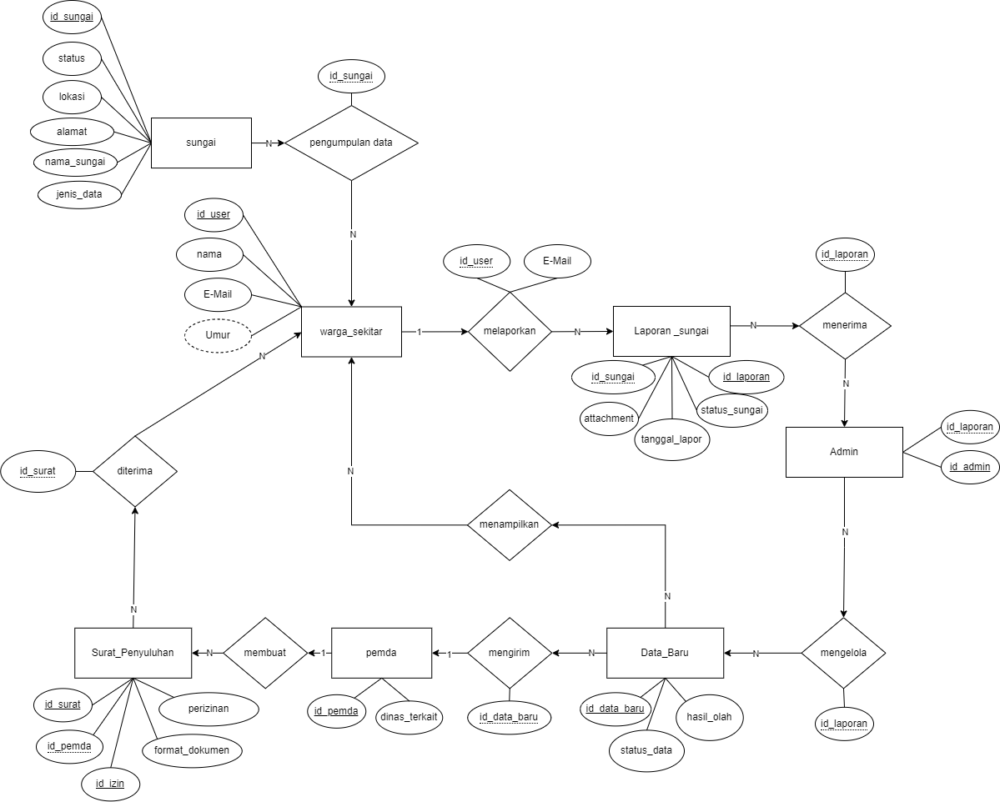 id_sungai
status
lokasi
alamat
nama_sungai
jenis_data
sungai
N
id_sungai
pengumpulan data
N
id_user
nama
E-Mail
Umur
warga_sekitar
1
id_user
E-Mail
melaporkan
N
Laporan _sungai
id_sungai
id_laporan
attachment
status_sungai
tanggal_lapor
N
id_laporan
menerima
N
Admin
id_laporan
id_admin
N
N
id_surat
diterima
N
menampilkan
N
N
N
Surat_Penyuluhan
N
membuat
1
pemda
1
mengirim
N
Data_Baru
N
mengelola
id_surat
perizinan
id_pemda
format_dokumen
id_izin
id_pemda
dinas_terkait
id_data_baru
id_data_baru
hasil_olah
status_data
id_laporan